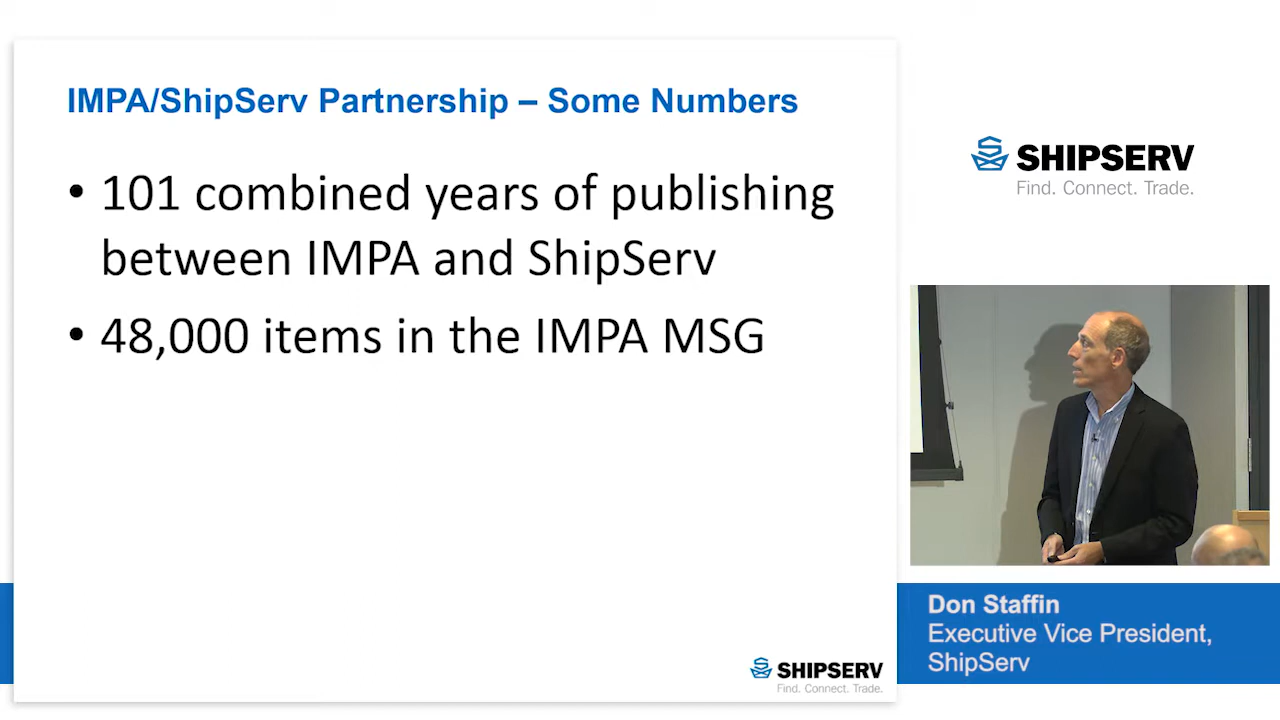 IMPA/ShipServ Partnership – Some Numbers
• 101 combined years of publishing
between IMPA and ShipServ
• 48,000 items in the IMPA MSG
SHIPSERV
Find. Connect. Trade.
SHIPSERV
Find. Connect. Trade.
Don Staffin
Executive Vice President,
ShipServ